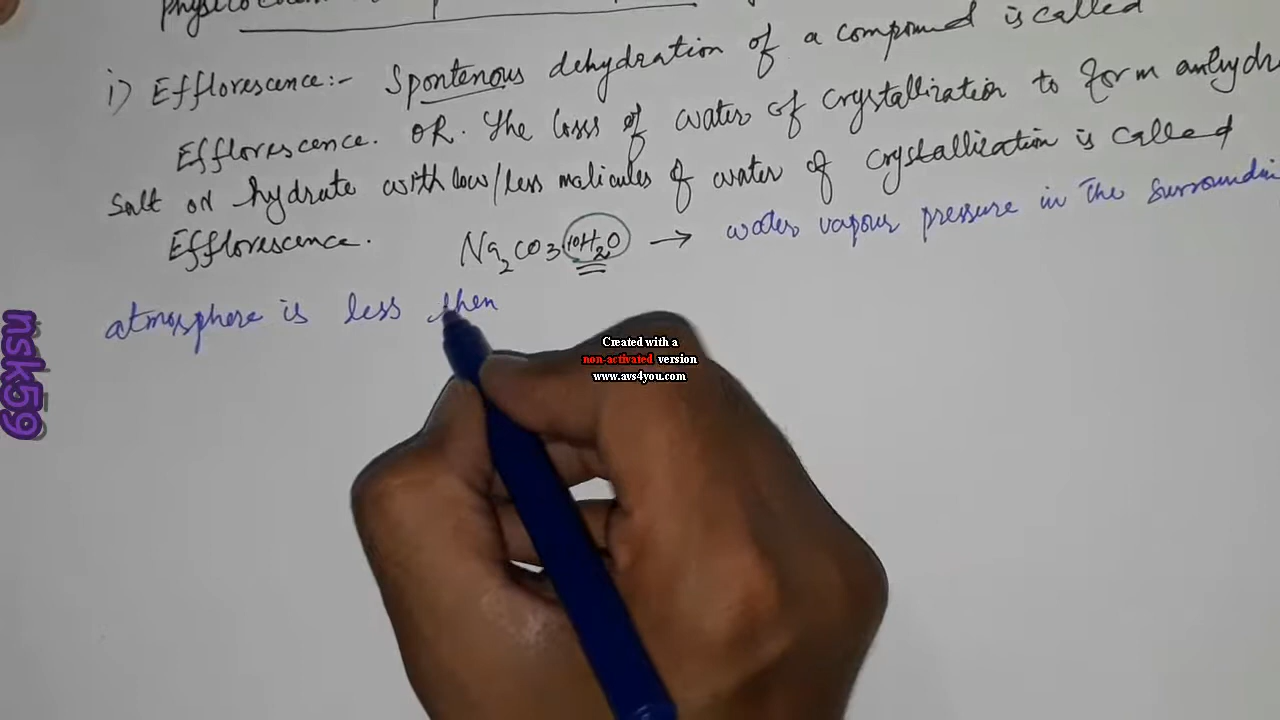 i) Efflorescence:- Spontenous dehydration of a compound is called
Efflorescence. OR. The loss of water of crystallization to form anhydr
Salt or hydrate with low/less malicules of water of crystallization is called
Efflorescence. Na2CO3 10H2O → water vapour pressure in the surroundin
atmosphere is less then
Created with a
non-activated version
www.avs4you.com
nsk59